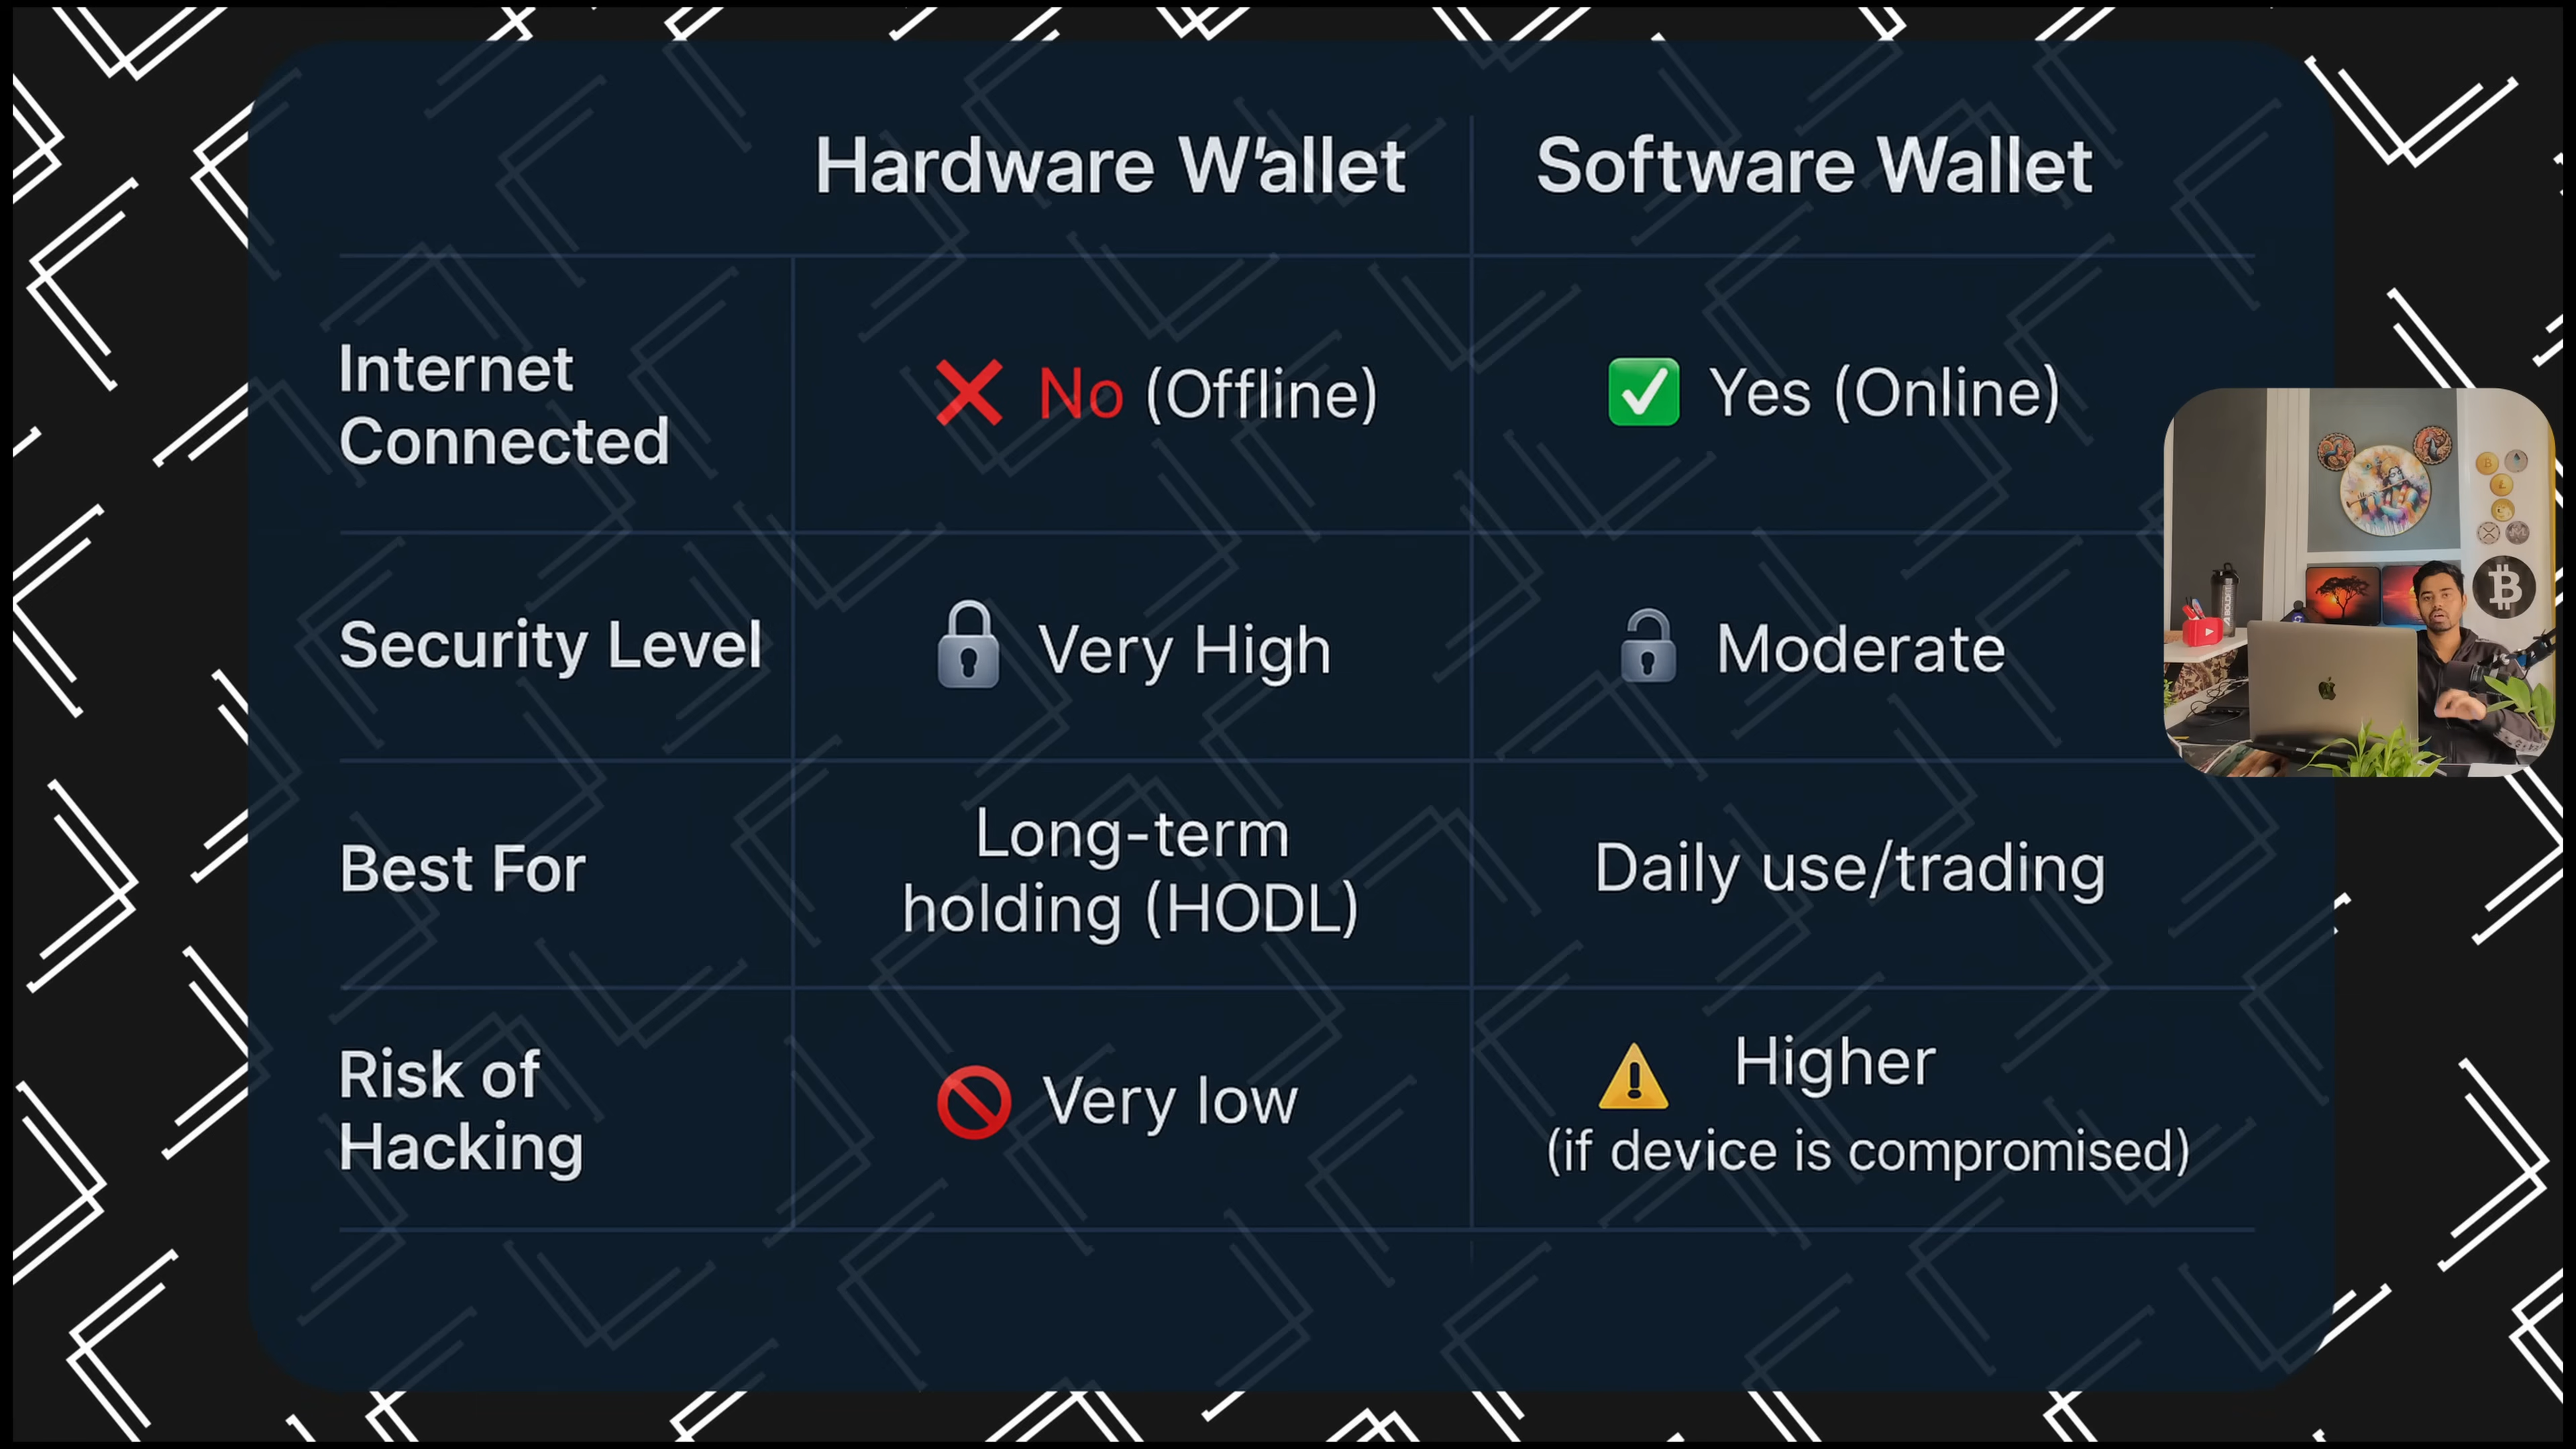 Hardware W'allet
Software Wallet
Internet
Connected
❌ No (Offline)
✅ Yes (Online)
Security Level
🔒 Very High
🔓 Moderate
Best For
Long-term
holding (HODL)
Daily use/trading
Risk of
Hacking
🚫 Very low
⚠️ Higher
(if device is compromised)